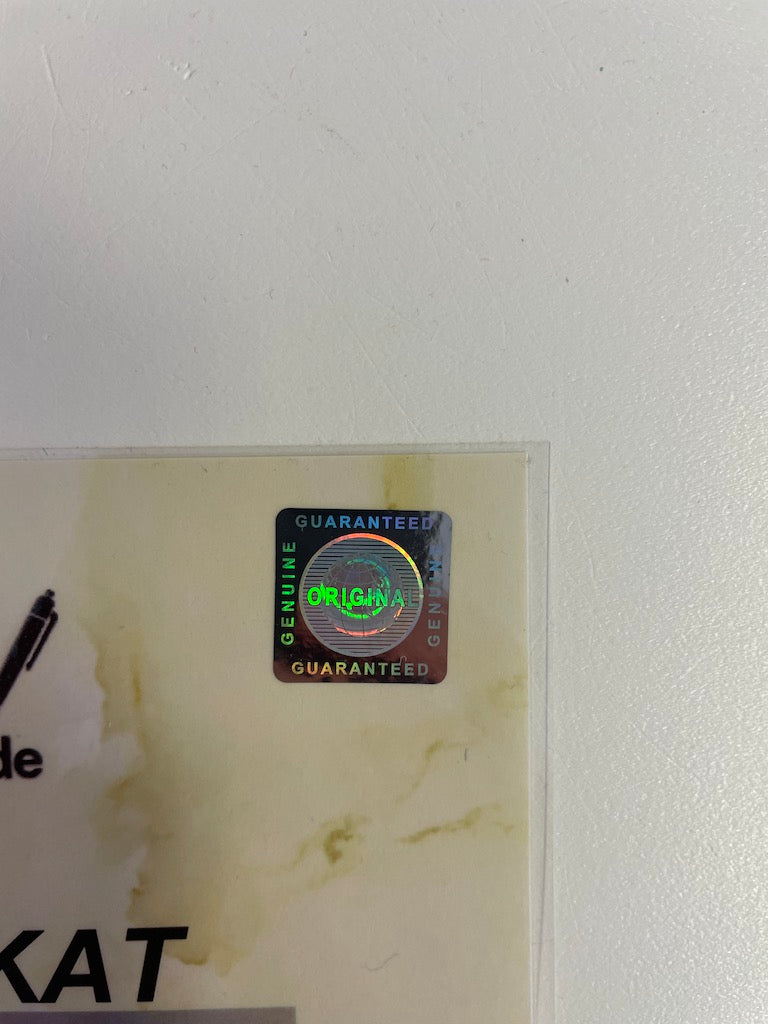 GUARANTEED
GENUINE
ORIGINAL
GENUINE
GUARANTEED
de
KAT